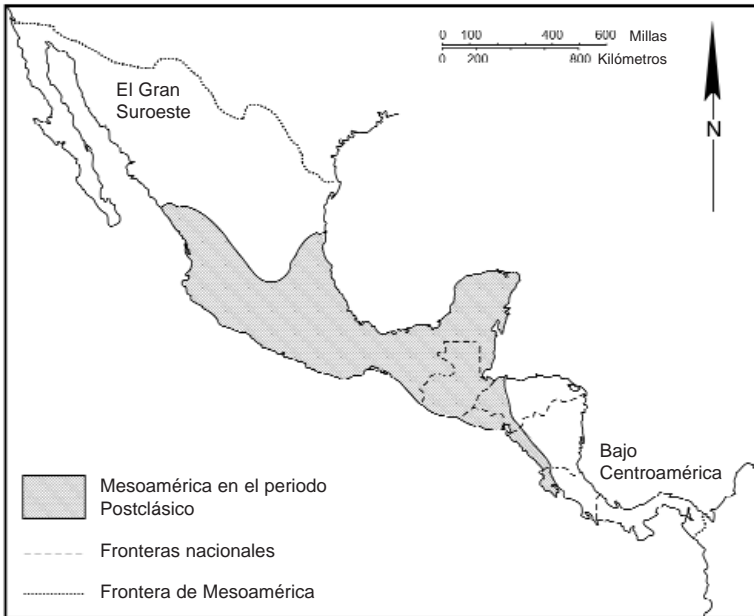 0 100 400 600 Millas
0 200 800 Kilómetros
El Gran
Suroeste
N
Bajo
Centroamérica
Mesoamérica en el periodo
Postclásico
Fronteras nacionales
Frontera de Mesoamérica